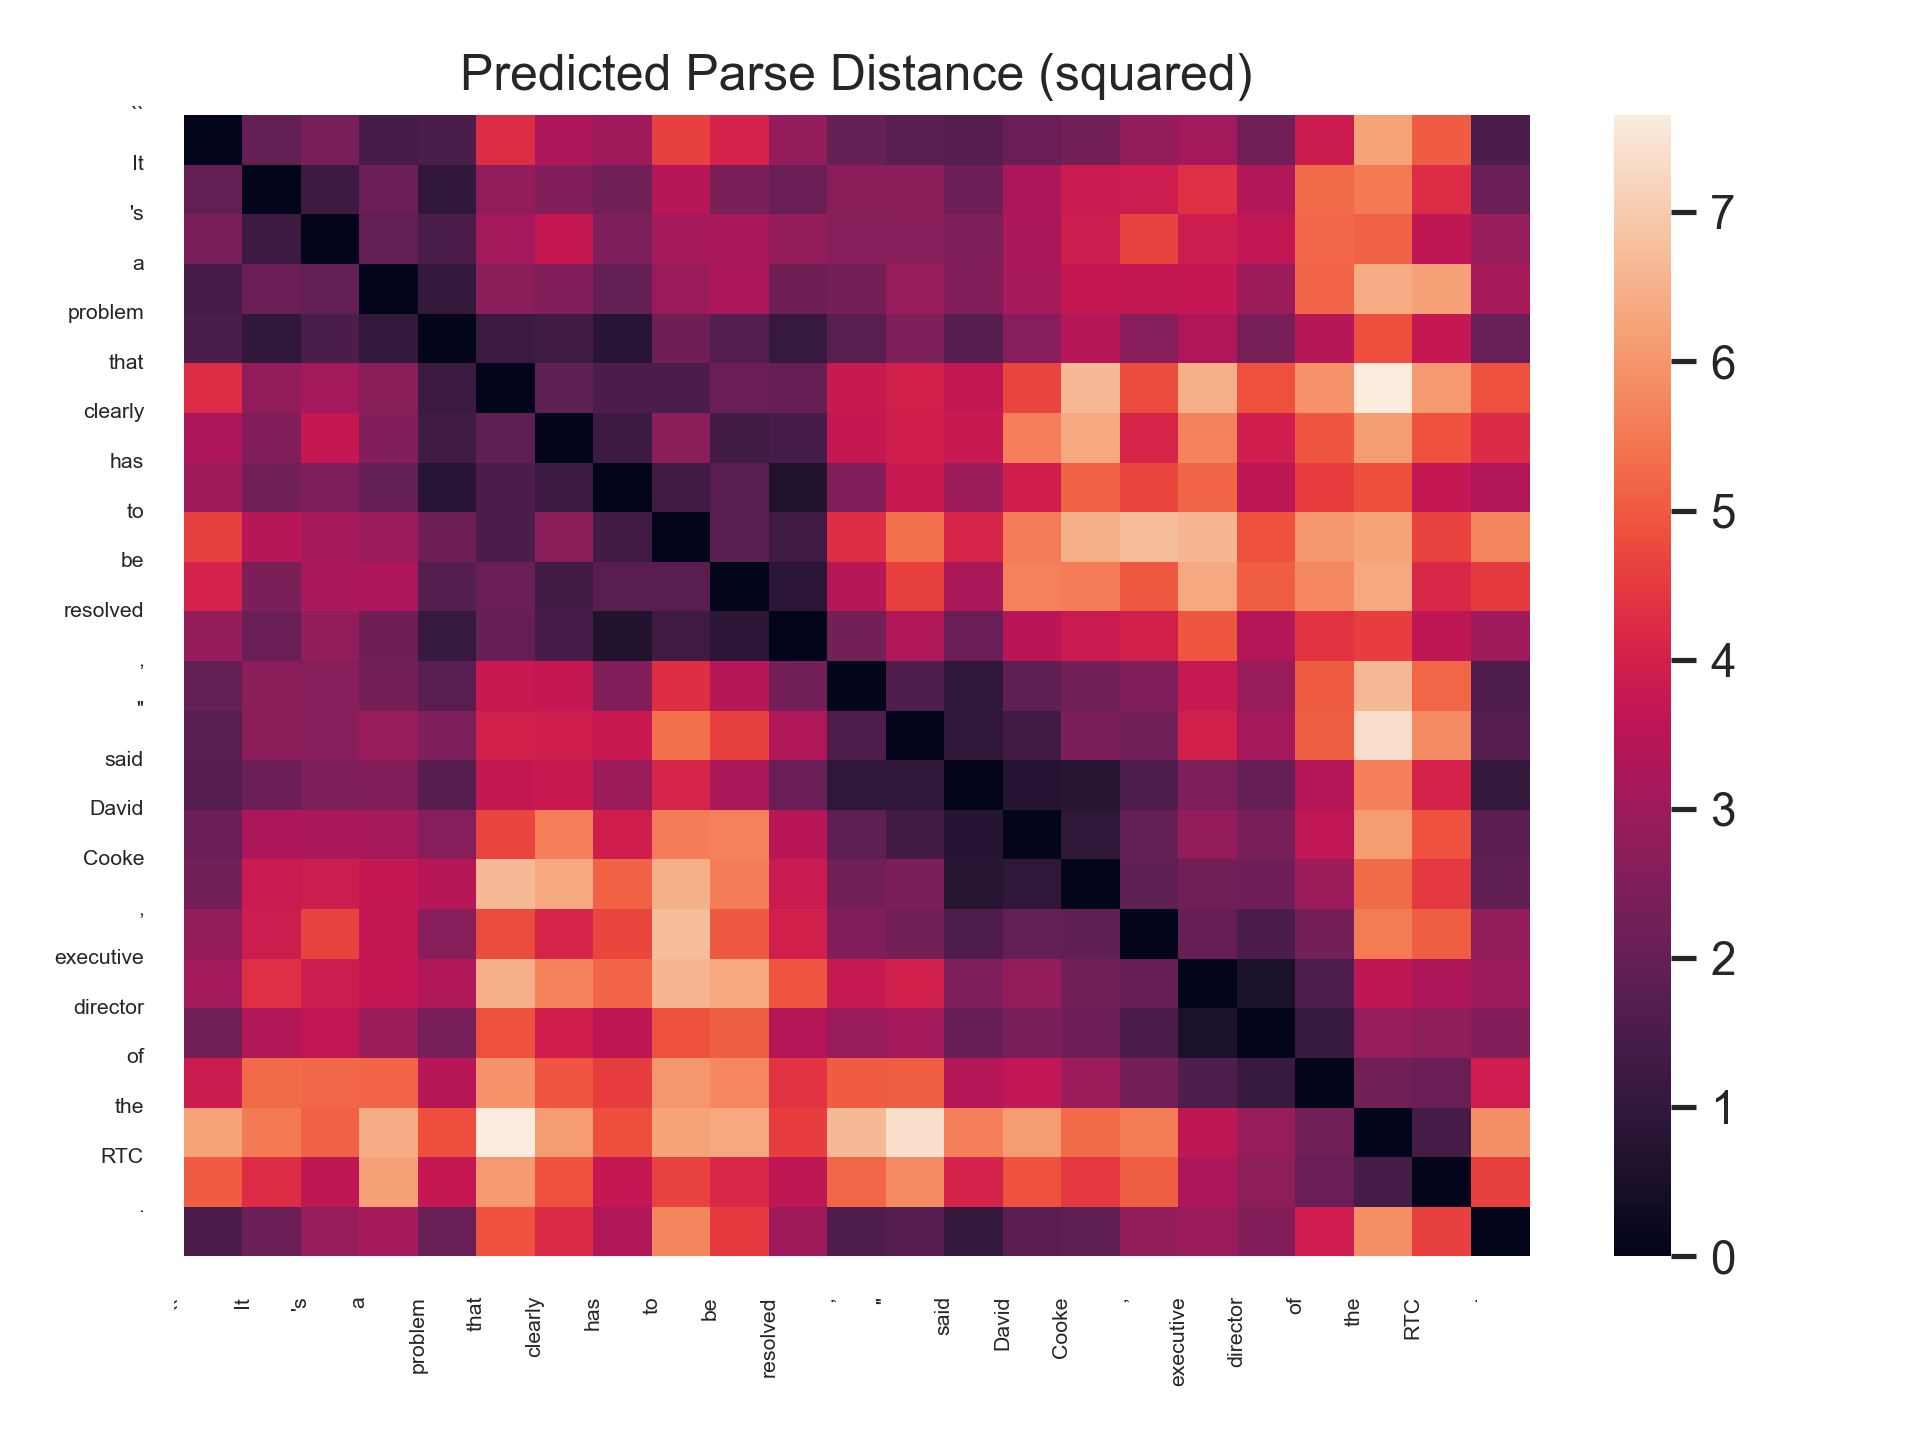 Predicted Parse Distance (squared)
``
It
's
a
problem
that
clearly
has
to
be
resolved
,
"
said
David
Cooke
,
executive
director
of
the
RTC
.
7
6
5
4
3
2
1
0
``
It
's
a
problem
that
clearly
has
to
be
resolved
,
"
said
David
Cooke
,
executive
director
of
the
RTC
.